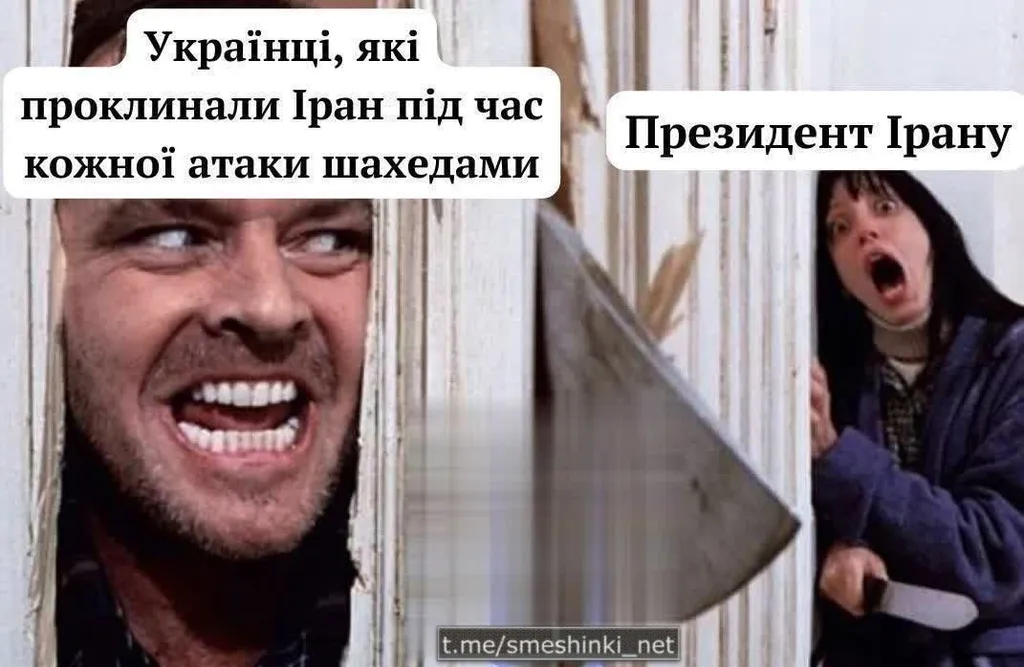 Українці, які
проклинали Іран під час
кожної атаки шахедами
Президент Ірану
t.me/smeshinki_net